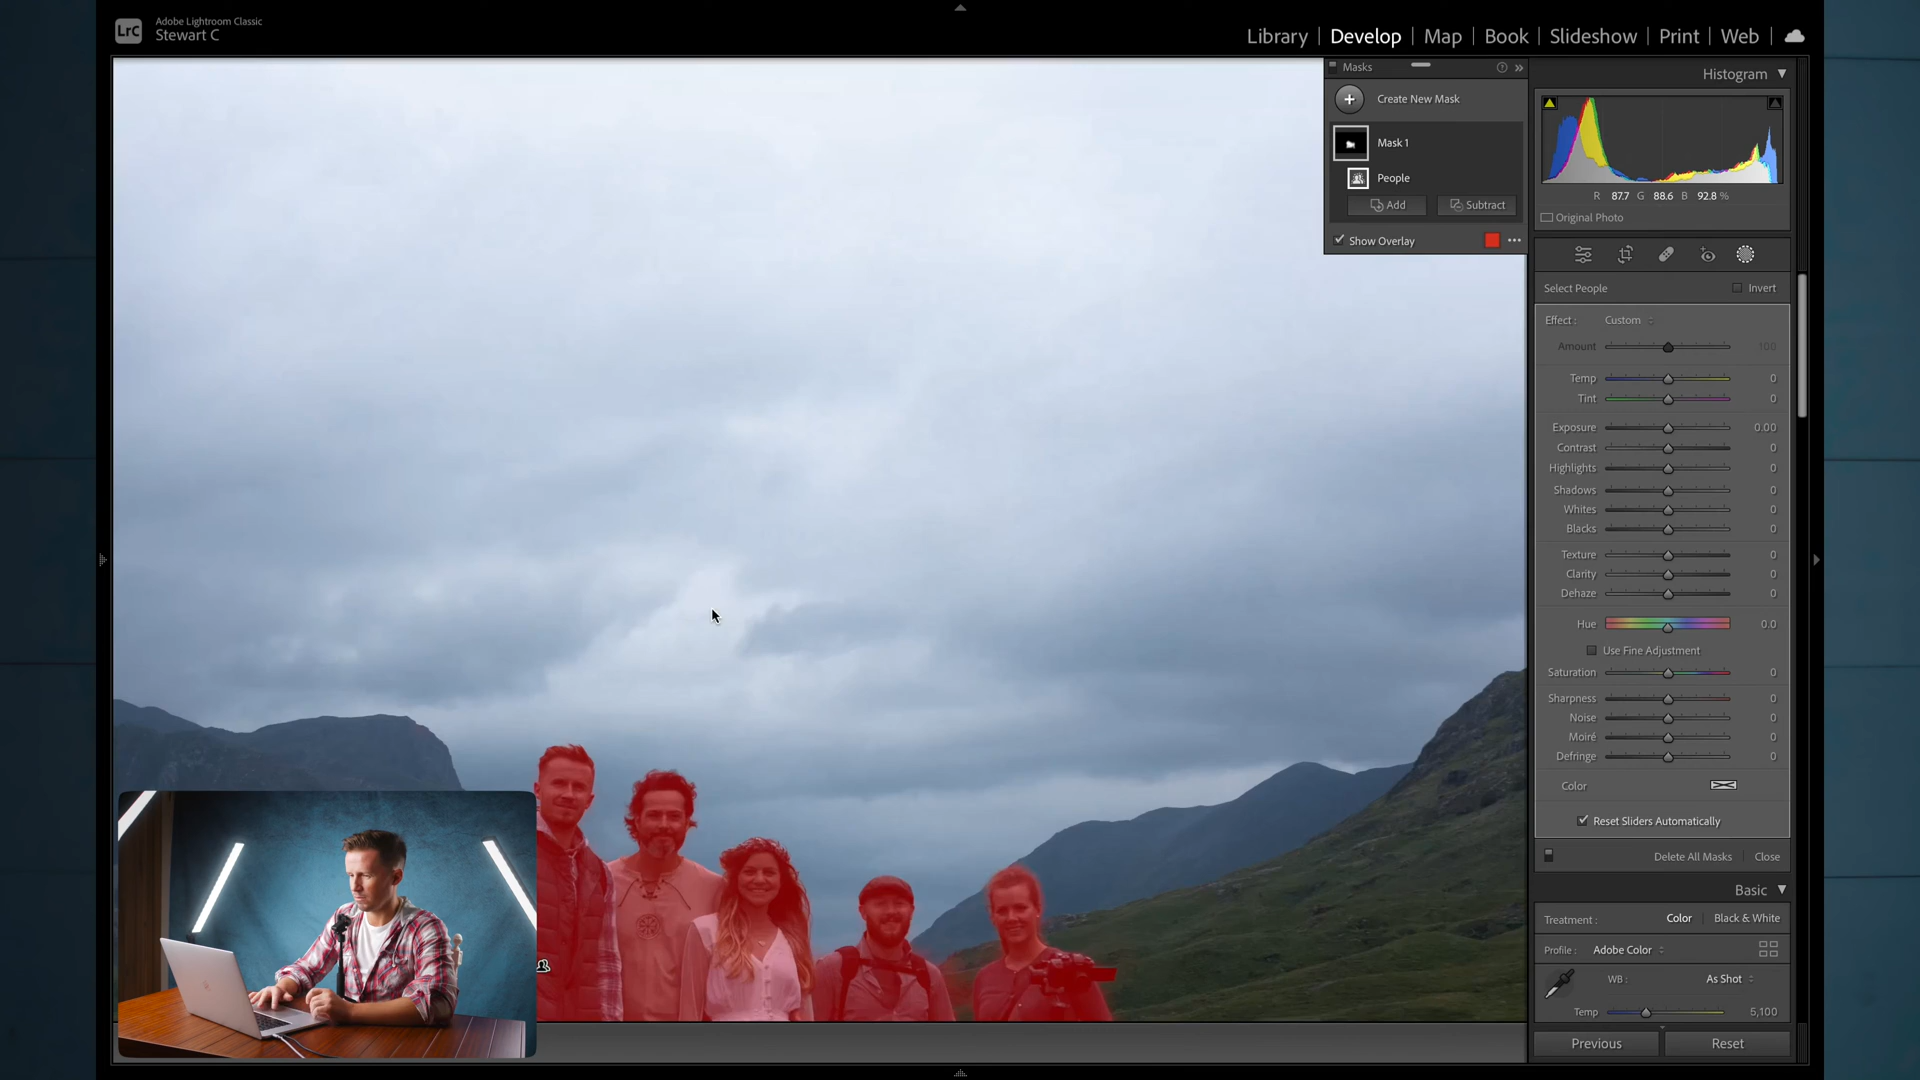 LrC
Adobe Lightroom Classic
Stewart C
Library | Develop | Map | Book | Slideshow | Print | Web
Masks
Create New Mask
Mask 1
People
Add Subtract
Show Overlay
Histogram
R 87.7 G 88.6 B 92.8 %
Original Photo
Select People Invert
Effect : Custom
Amount 100
Temp 0
Tint 0
Exposure 0.00
Contrast 0
Highlights 0
Shadows 0
Whites 0
Blacks 0
Texture 0
Clarity 0
Dehaze 0
Hue 0.0
Use Fine Adjustment
Saturation 0
Sharpness 0
Noise 0
Moiré 0
Defringe 0
Color
Reset Sliders Automatically
Delete All Masks Close
Basic
Treatment : Color Black & White
Profile : Adobe Color
WB : As Shot
Temp 5,100
Previous Reset